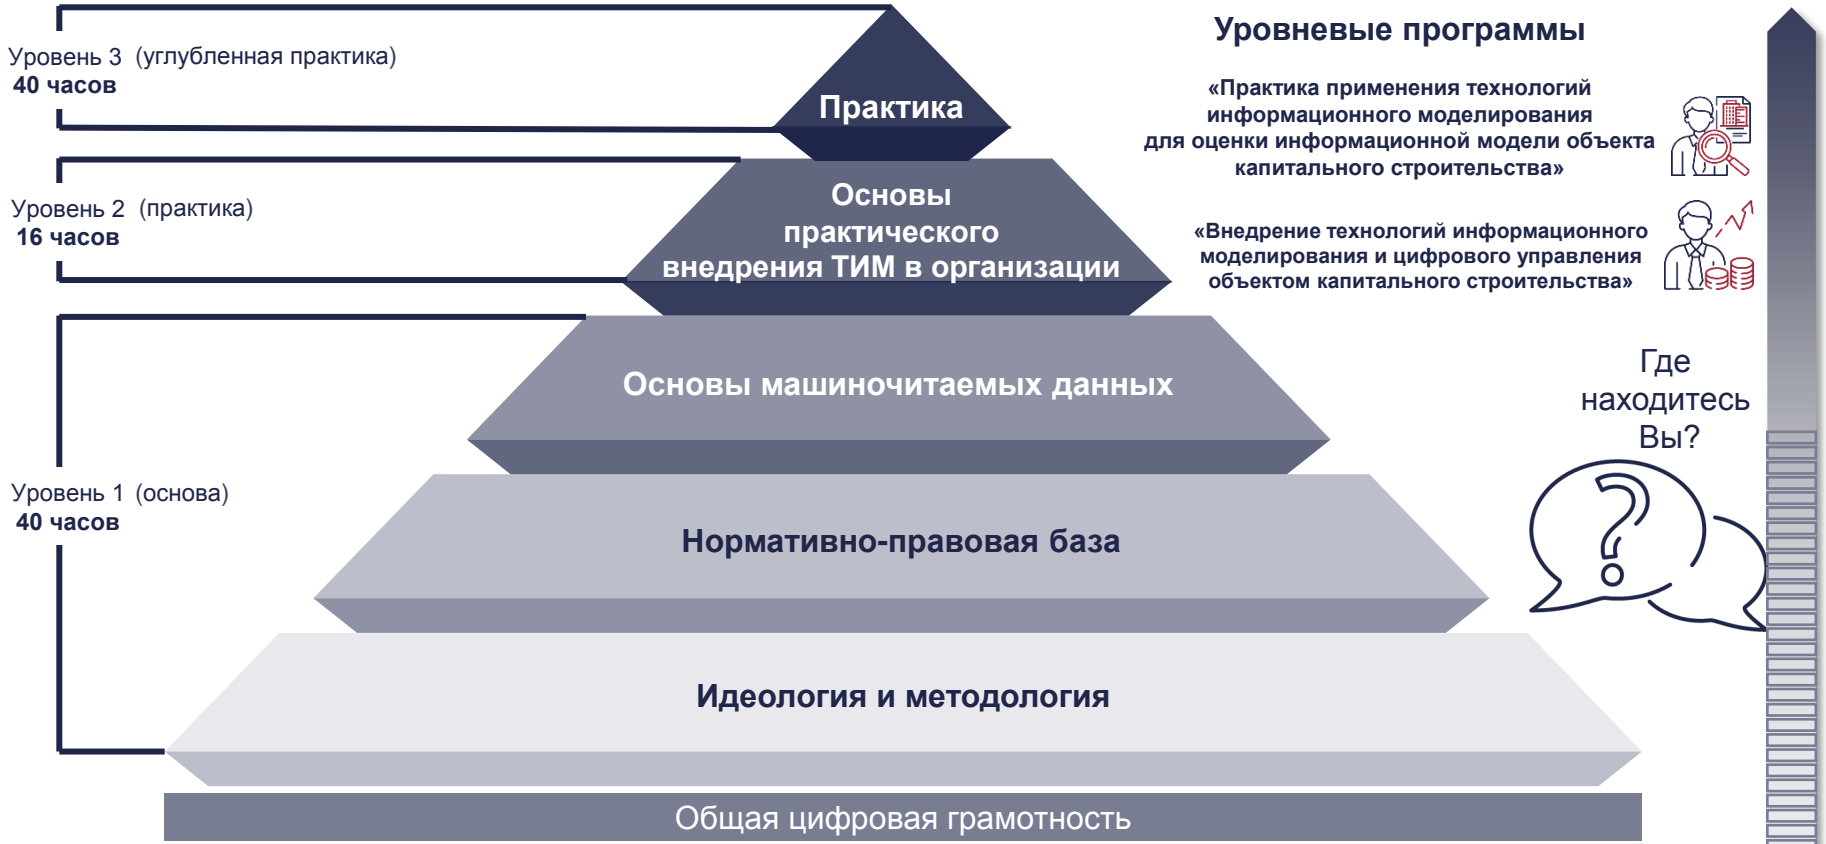 Уровневые программы
Уровень 3 (углубленная практика)
40 часов
Практика
«Практика применения технологий
информационного моделирования
для оценки информационной модели объекта
капитального строительства»
Уровень 2 (практика)
16 часов
Основы
практического
внедрения ТИМ в организации
«Внедрение технологий информационного
моделирования и цифрового управления
объектом капитального строительства»
Основы машиночитаемых данных
Где
находитесь
Вы?
Уровень 1 (основа)
40 часов
Нормативно-правовая база
?
Идеология и методология
Общая цифровая грамотность